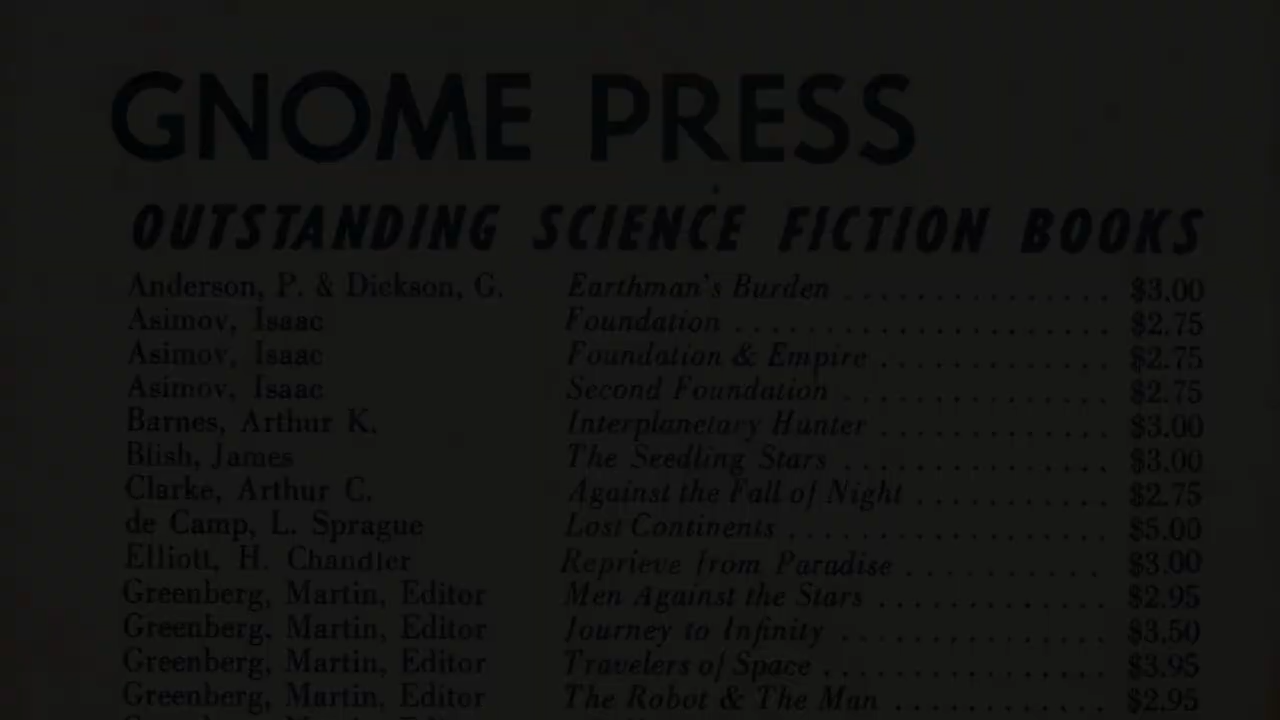 GNOME PRESS
OUTSTANDING SCIENCE FICTION BOOKS
Anderson, P. & Dickson, G. Earthman's Burden . . . . . . . . . . . . . . $3.00
Asimov, Isaac Foundation . . . . . . . . . . . . . . . . . . . . . $2.75
Asimov, Isaac Foundation & Empire . . . . . . . . . . . . $2.75
Asimov, Isaac Second Foundation . . . . . . . . . . . . . . $2.75
Barnes, Arthur K. Interplanetary Hunter . . . . . . . . . . . . $3.00
Blish, James The Seedling Stars . . . . . . . . . . . . . . $3.00
Clarke, Arthur C. Against the Fall of Night . . . . . . . . . . $2.75
de Camp, L. Sprague Lost Continents . . . . . . . . . . . . . . . . . $5.00
Elliott, H. Chandler Reprieve from Paradise . . . . . . . . . . $3.00
Greenberg, Martin, Editor Men Against the Stars . . . . . . . . . . . . $2.95
Greenberg, Martin, Editor Journey to Infinity . . . . . . . . . . . . . . $3.50
Greenberg, Martin, Editor Travelers of Space . . . . . . . . . . . . . . . $3.95
Greenberg, Martin, Editor The Robot & The Man . . . . . . . . . . . $2.95